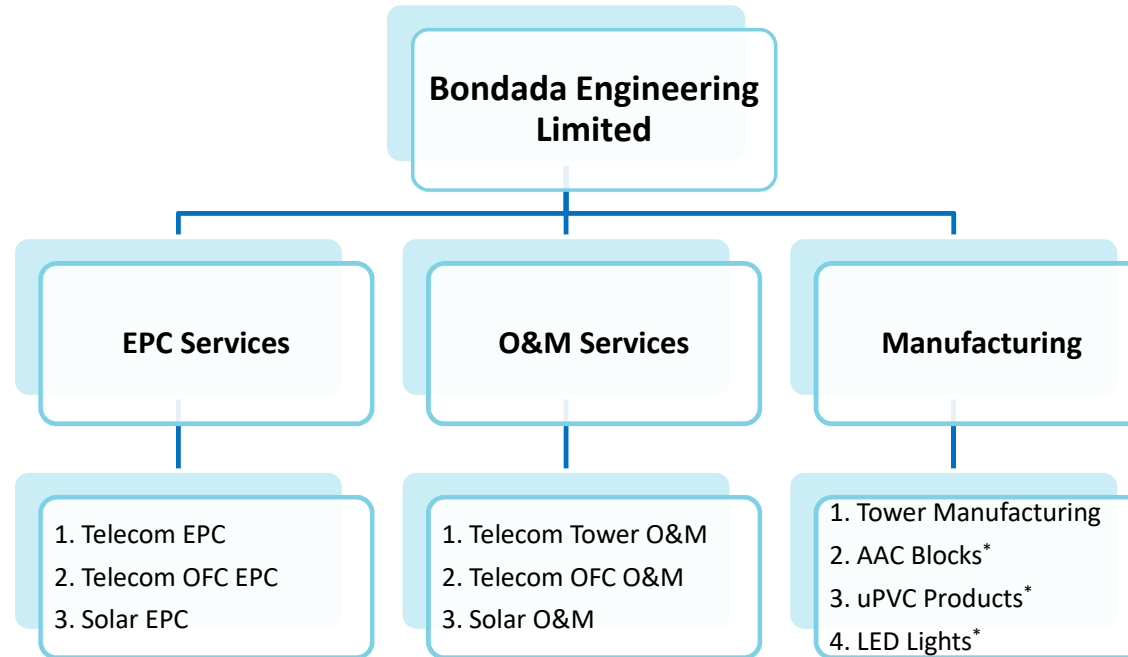 Bondada Engineering
Limited
EPC Services
O&M Services
Manufacturing
1. Telecom EPC
2. Telecom OFC EPC
3. Solar EPC
1. Telecom Tower O&M
2. Telecom OFC O&M
3. Solar O&M
1. Tower Manufacturing
2. AAC Blocks*
3. uPVC Products*
4. LED Lights*